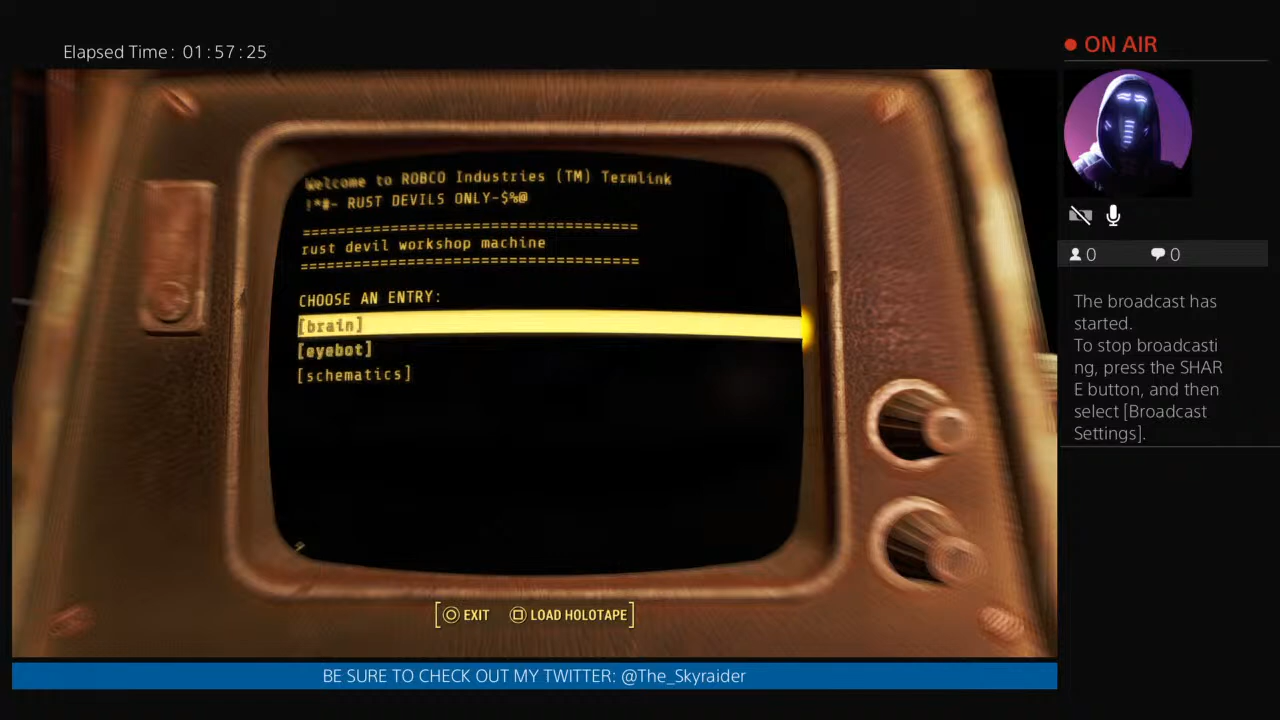 Elapsed Time: 01:57:25
ON AIR
Welcome to ROBCO Industries (TM) Termlink
!*#- RUST DEVILS ONLY-$%@
=====================================
rust devil workshop machine
=====================================
CHOOSE AN ENTRY:
[brain]
[eyebot]
[schematics]
>
EXIT
LOAD HOLOTAPE
0
0
The broadcast has
started.
To stop broadcasti
ng, press the SHAR
E button, and then
select [Broadcast
Settings].
BE SURE TO CHECK OUT MY TWITTER: @The_Skyraider